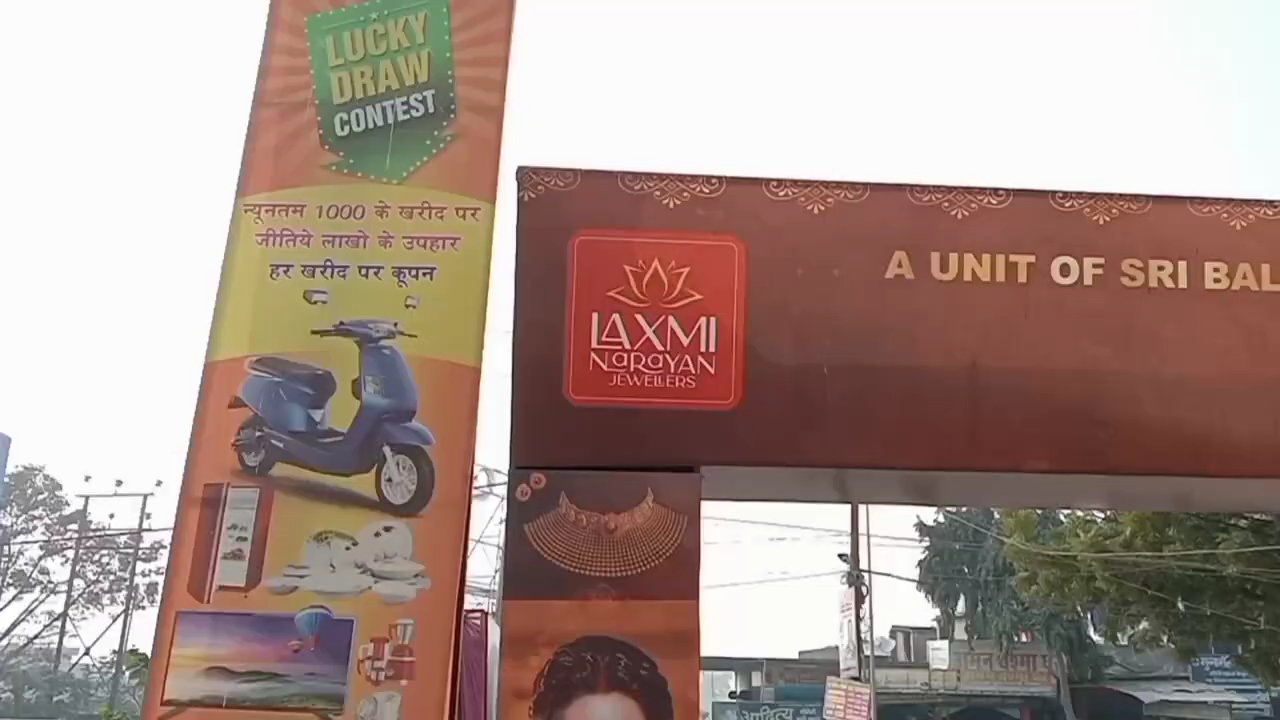 LUCKY
DRAW
CONTEST
न्यूनतम 1000 के खरीद पर
जीतिये लाखो के उपहार
हर खरीद पर कूपन
LAXMI
NARAYAN
JEWELLERS
A UNIT OF SRI BAL
आदित्य